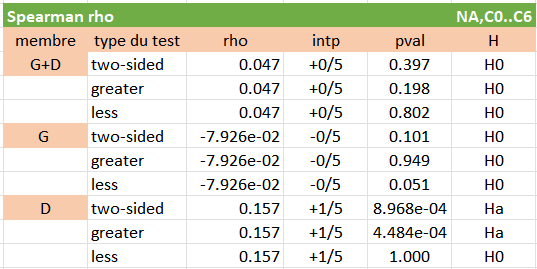 Spearman rho NA,C0..C6
membre type du test rho intp pval H
G+D two-sided 0.047 +0/5 0.397 H0
greater 0.047 +0/5 0.198 H0
less 0.047 +0/5 0.802 H0
G two-sided -7.926e-02 -0/5 0.101 H0
greater -7.926e-02 -0/5 0.949 H0
less -7.926e-02 -0/5 0.051 H0
D two-sided 0.157 +1/5 8.968e-04 Ha
greater 0.157 +1/5 4.484e-04 Ha
less 0.157 +1/5 1.000 H0